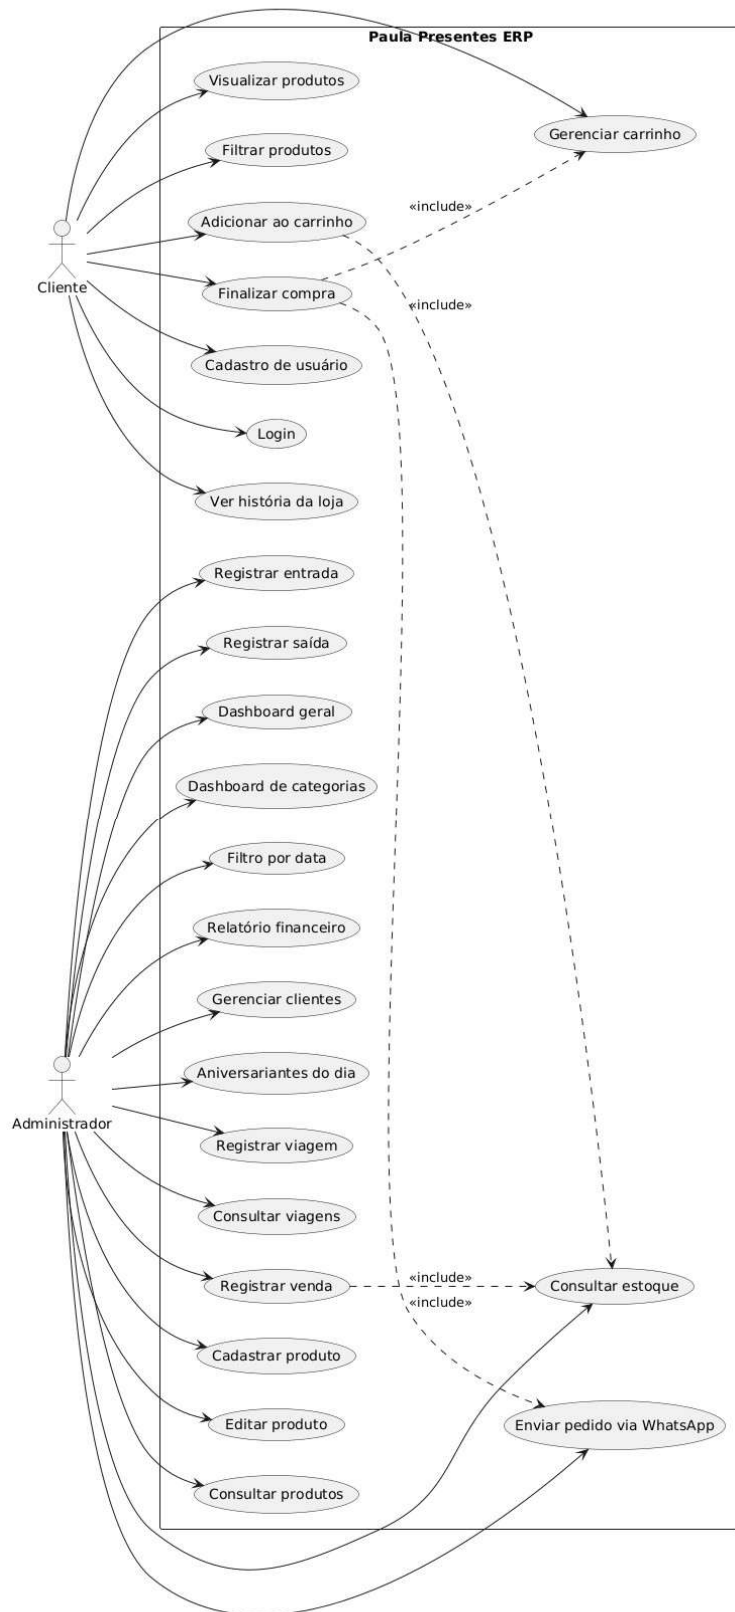 Paula Presentes ERP
Visualizar produtos
Gerenciar carrinho
Filtrar produtos
«include»
Adicionar ao carrinho
Cliente
Finalizar compra
«include»
Cadastro de usuário
Login
Ver história da loja
Registrar entrada
Registrar saída
Dashboard geral
Dashboard de categorias
Filtro por data
Relatório financeiro
Gerenciar clientes
Aniversariantes do dia
Administrador
Registrar viagem
Consultar viagens
«include»
Registrar venda
Consultar estoque
«include»
Cadastrar produto
Editar produto
Enviar pedido via WhatsApp
Consultar produtos